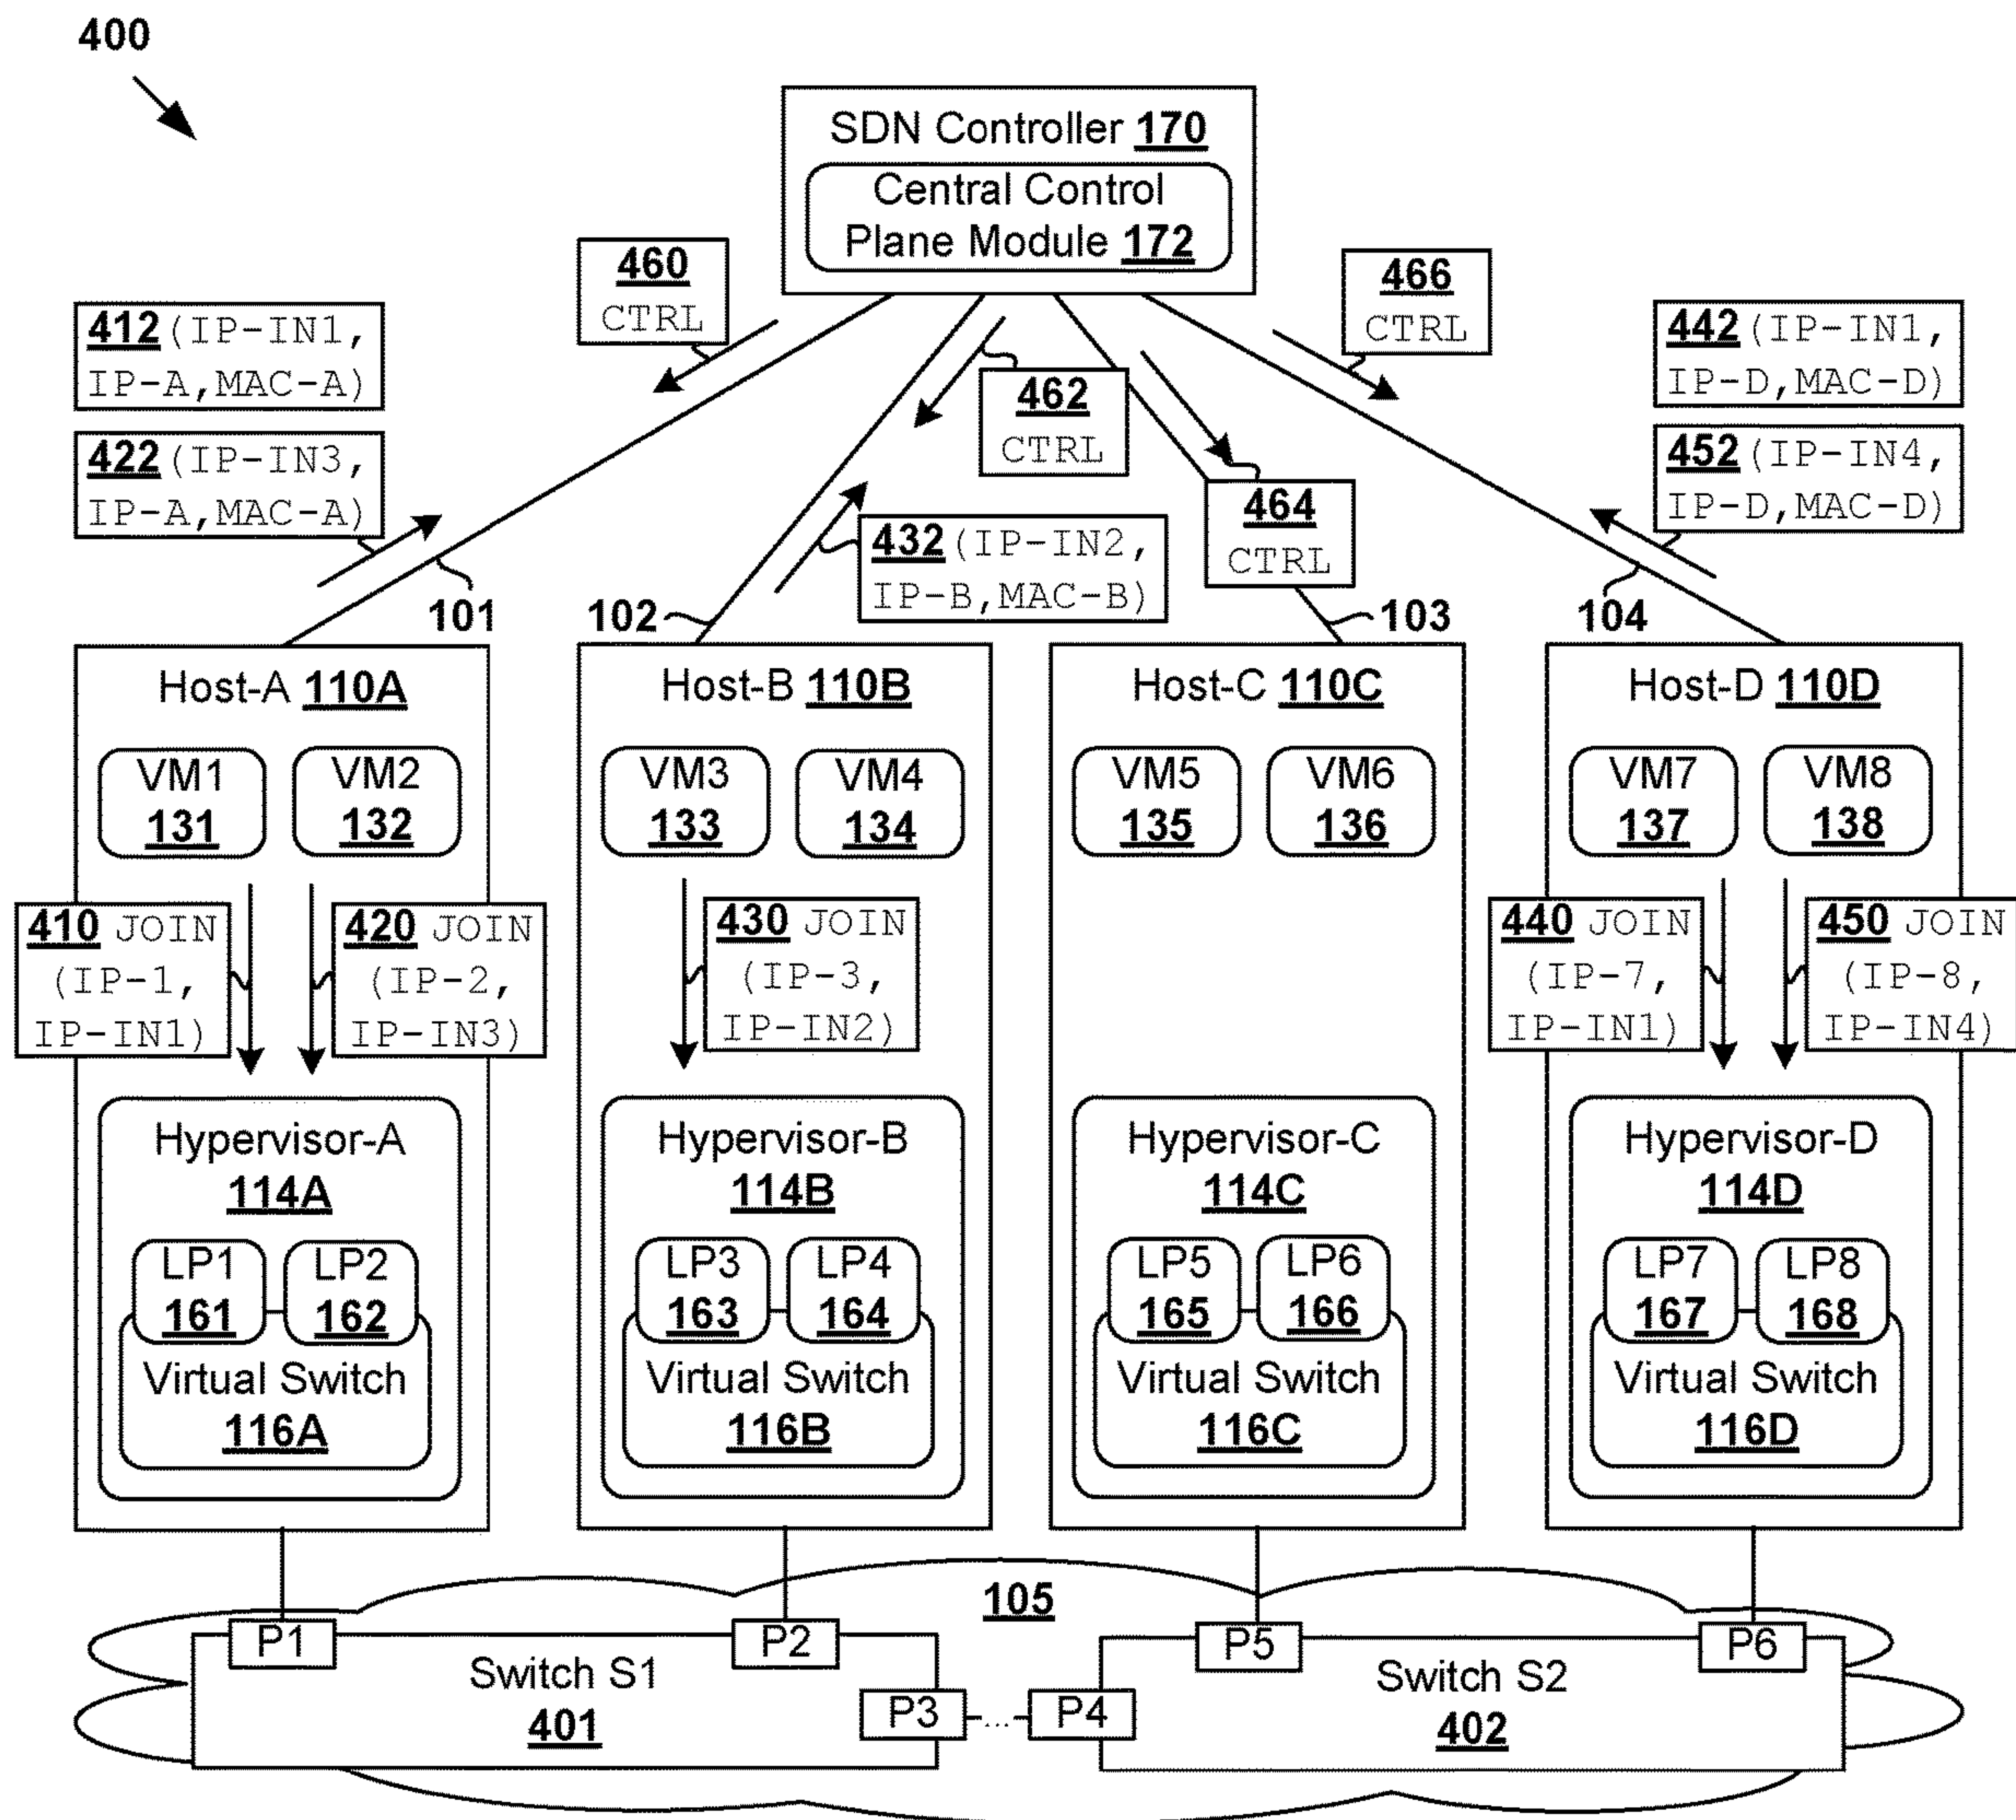 400
SDN Controller 170
Central Control
Plane Module 172
460
CTRL
466
CTRL
412 (IP-IN1,
IP-A,MAC-A)
442 (IP-IN1,
IP-D,MAC-D)
462
CTRL
422 (IP-IN3,
IP-A,MAC-A)
452 (IP-IN4,
IP-D,MAC-D)
464
CTRL
432 (IP-IN2,
IP-B,MAC-B)
101
102
103
104
Host-A 110A
VM1
131
VM2
132
410 JOIN
(IP-1,
IP-IN1)
420 JOIN
(IP-2,
IP-IN3)
Hypervisor-A
114A
LP1
161
LP2
162
Virtual Switch
116A
Host-B 110B
VM3
133
VM4
134
430 JOIN
(IP-3,
IP-IN2)
Hypervisor-B
114B
LP3
163
LP4
164
Virtual Switch
116B
Host-C 110C
VM5
135
VM6
136
Hypervisor-C
114C
LP5
165
LP6
166
Virtual Switch
116C
Host-D 110D
VM7
137
VM8
138
440 JOIN
(IP-7,
IP-IN1)
450 JOIN
(IP-8,
IP-IN4)
Hypervisor-D
114D
LP7
167
LP8
168
Virtual Switch
116D
105
P1
P2
Switch S1
401
P3
...
P4
P5
P6
Switch S2
402